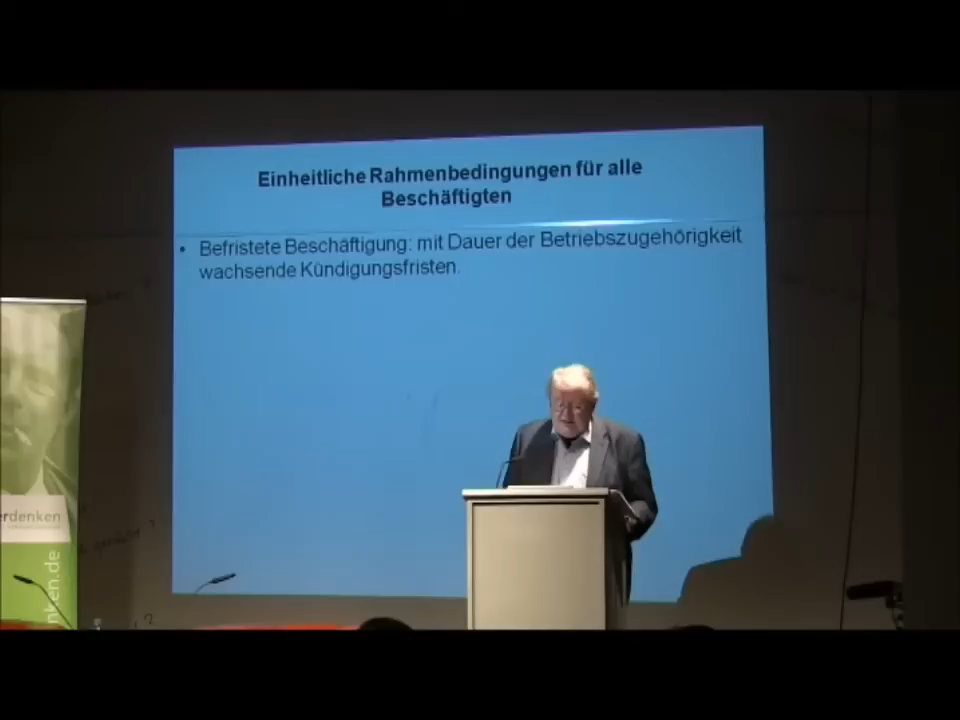 Einheitliche Rahmenbedingungen für alle
Beschäftigten
• Befristete Beschäftigung: mit Dauer der Betriebszugehörigkeit
wachsende Kündigungsfristen.
erdenken
nken.de